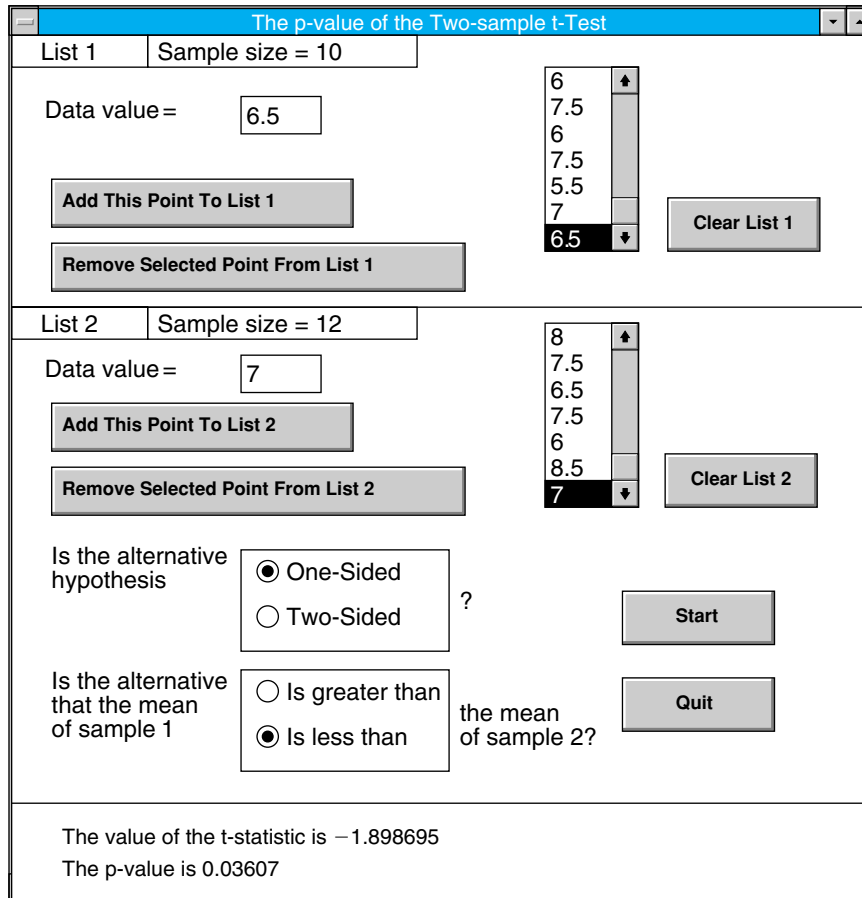 The p-value of the Two-sample t-Test
List 1
Sample size = 10
Data value =
6.5
6
7.5
6
7.5
5.5
7
6.5
Add This Point To List 1
Remove Selected Point From List 1
Clear List 1
List 2
Sample size = 12
Data value =
7
8
7.5
6.5
7.5
6
8.5
7
Add This Point To List 2
Remove Selected Point From List 2
Clear List 2
Is the alternative
hypothesis
One-Sided
Two-Sided
?
Start
Is the alternative
that the mean
of sample 1
Is greater than
Is less than
the mean
of sample 2?
Quit
The value of the t-statistic is −1.898695
The p-value is 0.03607